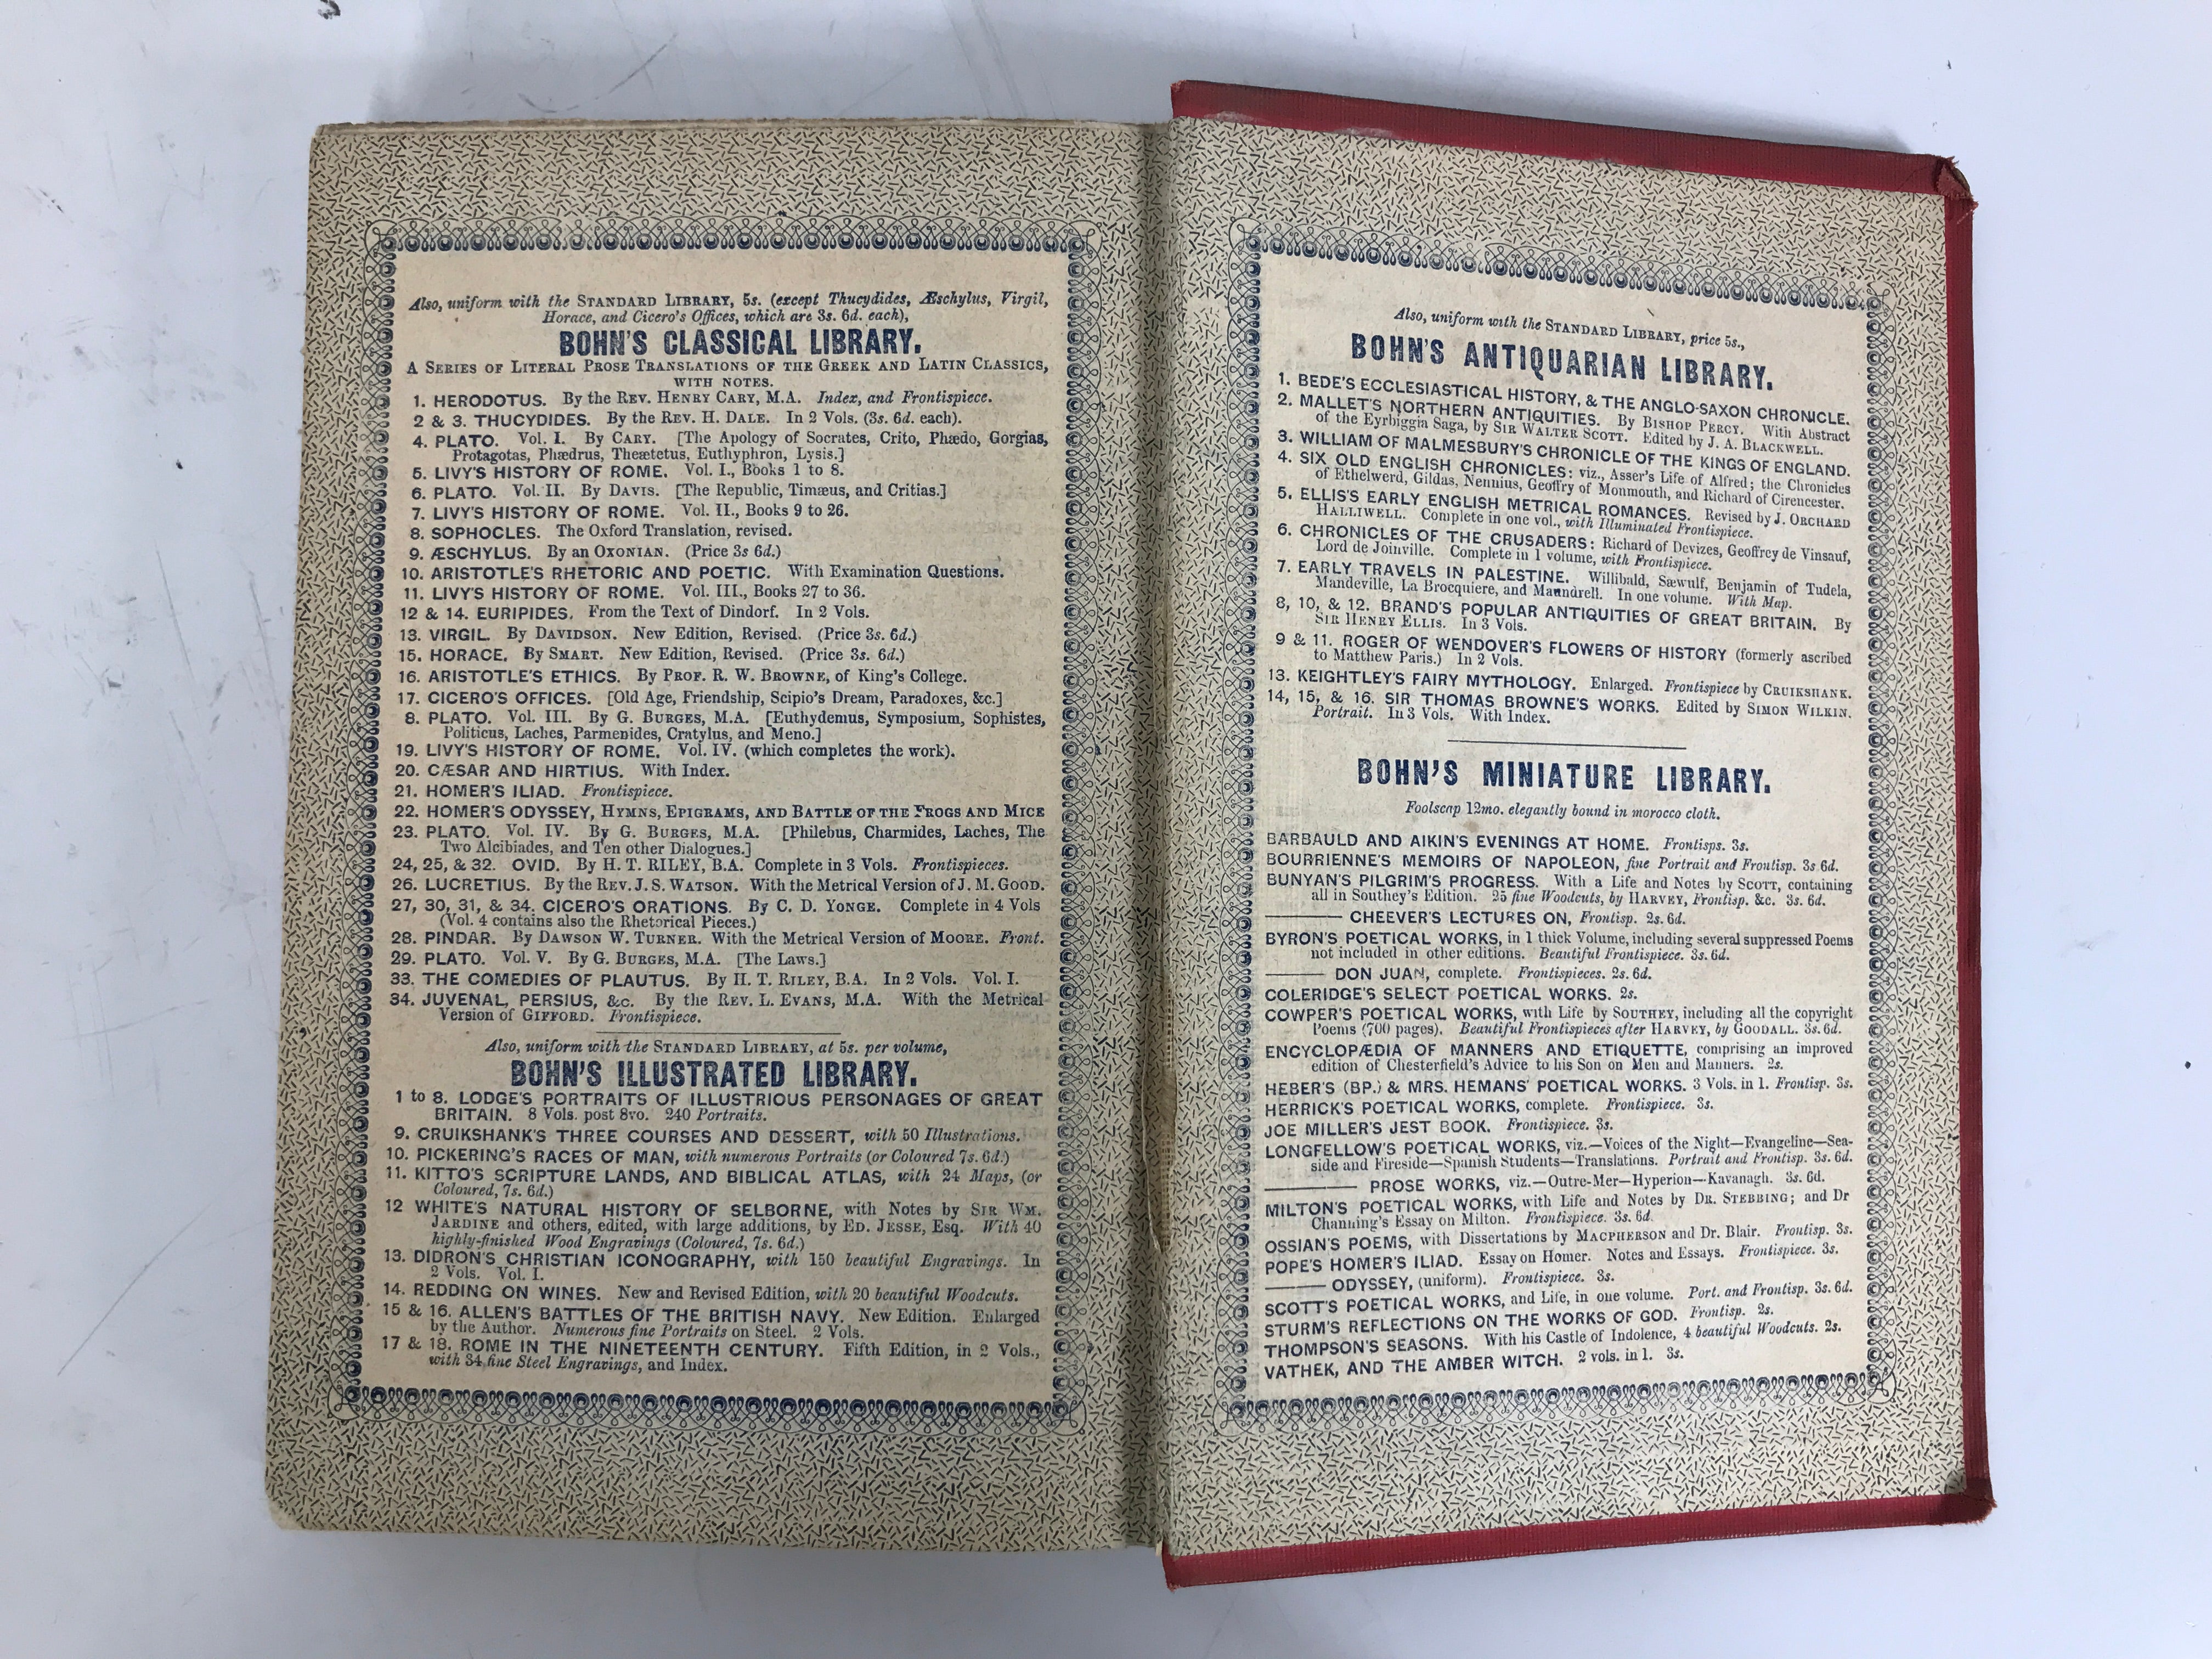 Also, uniform with the STANDARD LIBRARY, 5s. (except Thucydides, Æschylus, Virgil,
Horace, and Cicero's Offices, which are 3s. 6d. each),
BOHN'S CLASSICAL LIBRARY.
A SERIES OF LITERAL PROSE TRANSLATIONS OF THE GREEK AND LATIN CLASSICS,
WITH NOTES.
1. HERODOTUS. By the REV. HENRY CARY, M.A. Index, and Frontispiece.
2 & 3. THUCYDIDES. By the REV. H. DALE. In 2 Vols. (3s. 6d. each).
4. PLATO. Vol. I. By CARY. [The Apology of Socrates, Crito, Phædo, Gorgias,
Protagotas, Phædrus, Theætetus, Euthyphron, Lysis.]
5. LIVY'S HISTORY OF ROME. Vol. I., Books 1 to 8.
6. PLATO. Vol. II. By DAVIS. [The Republic, Timæus, and Critias.]
7. LIVY'S HISTORY OF ROME. Vol. II., Books 9 to 26.
8. SOPHOCLES. The Oxford Translation, revised.
9. ÆSCHYLUS. By an OXONIAN. (Price 3s 6d.)
10. ARISTOTLE'S RHETORIC AND POETIC. With Examination Questions.
11. LIVY'S HISTORY OF ROME. Vol. III., Books 27 to 36.
12 & 14. EURIPIDES. From the Text of Dindorf. In 2 Vols.
13. VIRGIL. By DAVIDSON. New Edition, Revised. (Price 3s. 6d.)
15. HORACE. By SMART. New Edition, Revised. (Price 3s. 6d.)
16. ARISTOTLE'S ETHICS. By PROF. R. W. BROWNE, of King's College.
17. CICERO'S OFFICES. [Old Age, Friendship, Scipio's Dream, Paradoxes, &c.]
8. PLATO. Vol. III. By G. BURGES, M.A. [Euthydemus, Symposium, Sophistes,
Politicus, Laches, Parmenides, Cratylus, and Meno.]
19. LIVY'S HISTORY OF ROME. Vol. IV. (which completes the work).
20. CÆSAR AND HIRTIUS. With Index.
21. HOMER'S ILIAD. Frontispiece.
22. HOMER'S ODYSSEY, HYMNS, EPIGRAMS, AND BATTLE OF THE FROGS AND MICE
23. PLATO. Vol. IV. By G. BURGES, M.A. [Philebus, Charmides, Laches, The
Two Alcibiades, and Ten other Dialogues.]
24, 25, & 32. OVID. By H. T. RILEY, B.A. Complete in 3 Vols. Frontispieces.
26. LUCRETIUS. By the REV. J. S. WATSON. With the Metrical Version of J. M. GOOD.
27, 30, 31, & 34. CICERO'S ORATIONS. By C. D. YONGE. Complete in 4 Vols
(Vol. 4 contains also the Rhetorical Pieces.)
28. PINDAR. By DAWSON W. TURNER. With the Metrical Version of MOORE. Front.
29. PLATO. Vol. V. By G. BURGES, M.A. [The Laws.]
33. THE COMEDIES OF PLAUTUS. By H. T. RILEY, B.A. In 2 Vols. Vol. I.
34. JUVENAL, PERSIUS, &c. By the REV. L. EVANS, M.A. With the Metrical
Version of GIFFORD. Frontispiece.
Also, uniform with the STANDARD LIBRARY, at 5s. per volume,
BOHN'S ILLUSTRATED LIBRARY.
1 to 8. LODGE'S PORTRAITS OF ILLUSTRIOUS PERSONAGES OF GREAT
BRITAIN. 8 Vols. post 8vo. 240 Portraits.
9. CRUIKSHANK'S THREE COURSES AND DESSERT, with 50 Illustrations.
10. PICKERING'S RACES OF MAN, with numerous Portraits (or Coloured 7s. 6d.)
11. KITTO'S SCRIPTURE LANDS, AND BIBLICAL ATLAS, with 24 Maps, (or
Coloured, 7s. 6d.)
12 WHITE'S NATURAL HISTORY OF SELBORNE, with Notes by SIR WM.
JARDINE and others, edited, with large additions, by ED. JESSE, Esq. With 40
highly-finished Wood Engravings (Coloured, 7s. 6d.)
13. DIDRON'S CHRISTIAN ICONOGRAPHY, with 150 beautiful Engravings. In
2 Vols. Vol. I.
14. REDDING ON WINES. New and Revised Edition, with 20 beautiful Woodcuts.
15 & 16. ALLEN'S BATTLES OF THE BRITISH NAVY. New Edition. Enlarged
by the Author. Numerous fine Portraits on Steel. 2 Vols.
17 & 18. ROME IN THE NINETEENTH CENTURY. Fifth Edition, in 2 Vols.,
with 34 fine Steel Engravings, and Index.
Also, uniform with the STANDARD LIBRARY, price 5s.,
BOHN'S ANTIQUARIAN LIBRARY.
1. BEDE'S ECCLESIASTICAL HISTORY, & THE ANGLO-SAXON CHRONICLE.
2. MALLET'S NORTHERN ANTIQUITIES. By BISHOP PERCY. With Abstract
of the Eyrbiggia Saga, by SIR WALTER SCOTT. Edited by J. A. BLACKWELL.
3. WILLIAM OF MALMESBURY'S CHRONICLE OF THE KINGS OF ENGLAND.
4. SIX OLD ENGLISH CHRONICLES: viz., Asser's Life of Alfred; the Chronicles
of Ethelwerd, Gildas, Nennius, Geoffry of Monmouth, and Richard of Cirencester.
5. ELLIS'S EARLY ENGLISH METRICAL ROMANCES. Revised by J. ORCHARD
HALLIWELL. Complete in one vol., with Illuminated Frontispiece.
6. CHRONICLES OF THE CRUSADERS: Richard of Devizes, Geoffrey de Vinsauf,
Lord de Joinville. Complete in 1 volume, with Frontispiece.
7. EARLY TRAVELS IN PALESTINE. Willibald, Sæwulf, Benjamin of Tudela,
Mandeville, La Brocquiere, and Maundrell. In one volume. With Map.
8, 10, & 12. BRAND'S POPULAR ANTIQUITIES OF GREAT BRITAIN. By
SIR HENRY ELLIS. In 3 Vols.
9 & 11. ROGER OF WENDOVER'S FLOWERS OF HISTORY (formerly ascribed
to Matthew Paris.) In 2 Vols.
13. KEIGHTLEY'S FAIRY MYTHOLOGY. Enlarged. Frontispiece by CRUIKSHANK.
14, 15, & 16. SIR THOMAS BROWNE'S WORKS. Edited by SIMON WILKIN.
Portrait. In 3 Vols. With Index.
BOHN'S MINIATURE LIBRARY.
Foolscap 12mo. elegantly bound in morocco cloth.
BARBAULD AND AIKIN'S EVENINGS AT HOME. Frontisps. 3s.
BOURRIENNE'S MEMOIRS OF NAPOLEON, fine Portrait and Frontisp. 3s 6d.
BUNYAN'S PILGRIM'S PROGRESS. With a Life and Notes by SCOTT, containing
all in Southey's Edition. 25 fine Woodcuts, by HARVEY, Frontisp. &c. 3s. 6d.
——— CHEEVER'S LECTURES ON, Frontisp. 2s. 6d.
BYRON'S POETICAL WORKS, in 1 thick Volume, including several suppressed Poems
not included in other editions. Beautiful Frontispiece. 3s. 6d.
——— DON JUAN, complete. Frontispieces. 2s. 6d.
COLERIDGE'S SELECT POETICAL WORKS. 2s.
COWPER'S POETICAL WORKS, with Life by SOUTHEY, including all the copyright
Poems (700 pages). Beautiful Frontispieces after HARVEY, by GOODALL. 3s. 6d.
ENCYCLOPÆDIA OF MANNERS AND ETIQUETTE, comprising an improved
edition of Chesterfield's Advice to his Son on Men and Manners. 2s.
HEBER'S (BP.) & MRS. HEMANS' POETICAL WORKS. 3 Vols. in 1. Frontisp. 3s.
HERRICK'S POETICAL WORKS, complete. Frontispiece. 3s.
JOE MILLER'S JEST BOOK. Frontispiece. 3s.
LONGFELLOW'S POETICAL WORKS, viz.—Voices of the Night—Evangeline—Sea-
side and Fireside—Spanish Students—Translations. Portrait and Frontisp. 3s. 6d.
——— PROSE WORKS, viz.—Outre-Mer—Hyperion—Kavanagh. 3s. 6d.
MILTON'S POETICAL WORKS, with Life and Notes by DR. STEBBING; and Dr
Channing's Essay on Milton. Frontispiece. 3s. 6d.
OSSIAN'S POEMS, with Dissertations by MACPHERSON and Dr. Blair. Frontisp. 3s.
POPE'S HOMER'S ILIAD. Essay on Homer. Notes and Essays. Frontispiece. 3s.
——— ODYSSEY, (uniform). Frontispiece. 3s.
SCOTT'S POETICAL WORKS, and Life, in one volume. Port. and Frontisp. 3s. 6d.
STURM'S REFLECTIONS ON THE WORKS OF GOD. Frontisp. 2s.
THOMPSON'S SEASONS. With his Castle of Indolence, 4 beautiful Woodcuts. 2s.
VATHEK, AND THE AMBER WITCH. 2 vols. in 1. 3s.